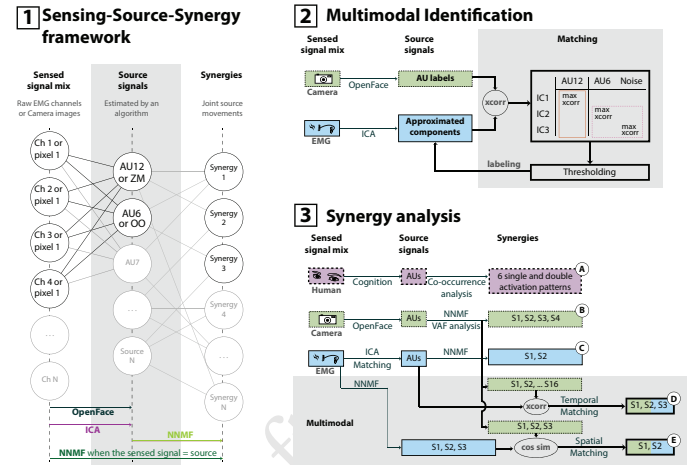 1 Sensing-Source-Synergy
framework
Sensed
signal mix
Source
signals
Synergies
Raw EMG channels
or Camera images
Estimated by an
algorithm
Joint source
movements
Ch 1 or
pixel 1
Ch 2 or
pixel 1
Ch 3 or
pixel 1
Ch 4 or
pixel 1
...
Ch N
AU12
or ZM
AU6
or OO
AU7
...
Source
N
Synergy
1
Synergy
2
Synergy
3
Synergy
4
...
Synergy
N
OpenFace
ICA
NNMF
NNMF when the sensed signal = source
2 Multimodal Identification
Sensed
signal mix
Source
signals
Matching
Camera
OpenFace
AU labels
EMG
ICA
Approximated
components
xcorr
AU12 AU6 Noise
IC1 max
xcorr
IC2 max
xcorr
IC3 max
xcorr
labeling
Thresholding
3 Synergy analysis
Sensed
signal mix
Source
signals
Synergies
Human
Cognition
AUs
Co-occurrence
analysis
6 single and double
activation patterns
A
Camera
OpenFace
AUs
NNMF
VAF analysis
S1, S2, S3, S4
B
EMG
ICA
Matching
AUs
NNMF
S1, S2
C
NNMF
Multimodal
S1, S2, ... S16
xcorr
Temporal
Matching
S1, S2, S3
D
S1, S2, S3
S1, S2, S3
cos sim
Spatial
Matching
S1, S2
E